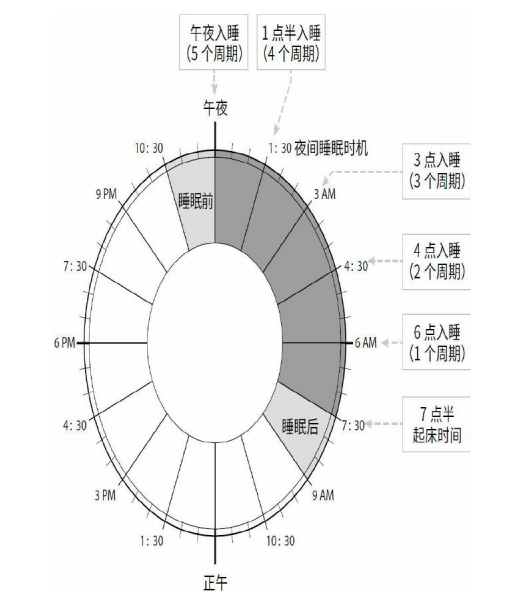 午夜入睡
（5 个周期）
1 点半入睡
（4 个周期）
午夜
10：30
1：30 夜间睡眠时机
3 点入睡
（3 个周期）
9 PM
睡眠前
3 AM
7：30
4：30
4 点入睡
（2 个周期）
6 PM
6 AM
6 点入睡
（1 个周期）
4：30
睡眠后
7：30
7 点半
起床时间
3 PM
9 AM
1：30
10：30
正午